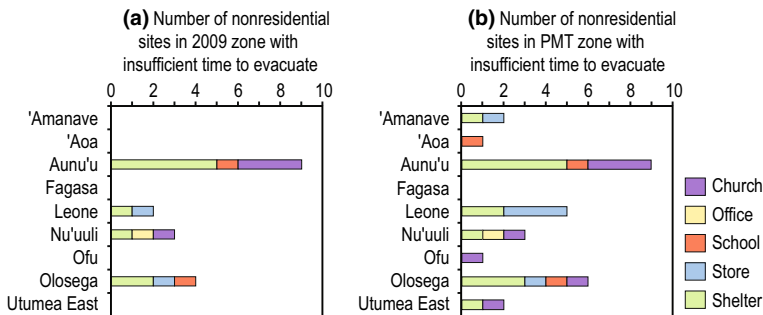 (a) Number of nonresidential
sites in 2009 zone with
insufficient time to evacuate
0 2 4 6 8 10
'Amanave
'Aoa
Aunu'u
Fagasa
Leone
Nu'uuli
Ofu
Olosega
Utumea East
(b) Number of nonresidential
sites in PMT zone with
insufficient time to evacuate
0 2 4 6 8 10
'Amanave
'Aoa
Aunu'u
Fagasa
Leone
Nu'uuli
Ofu
Olosega
Utumea East
Church
Office
School
Store
Shelter